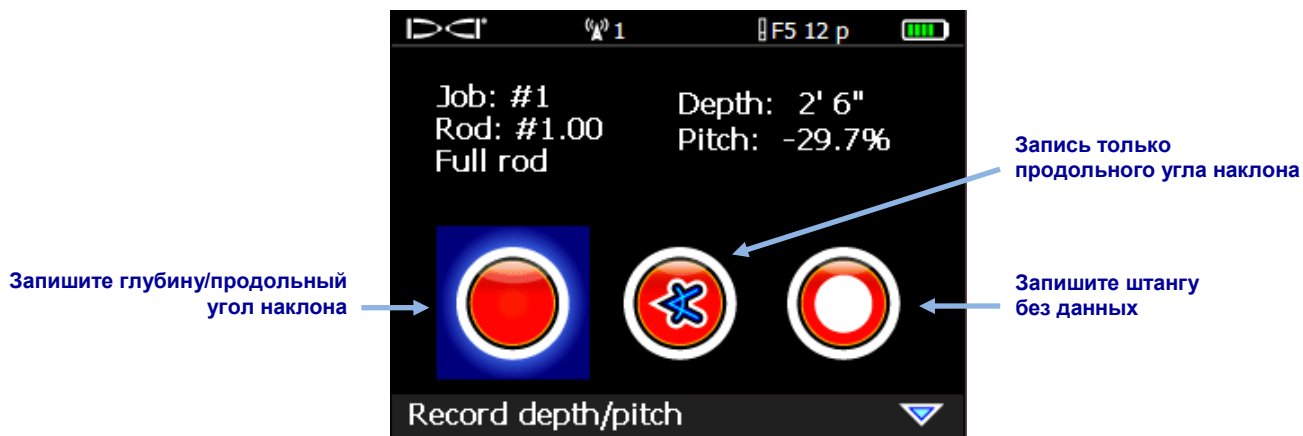 DCI
1
F5 12 p
Job: #1
Rod: #1.00
Full rod
Depth: 2' 6"
Pitch: -29.7%
Запись только
продольного угла наклона
Запишите глубину/продольный
угол наклона
Запишите штангу
без данных
Record depth/pitch